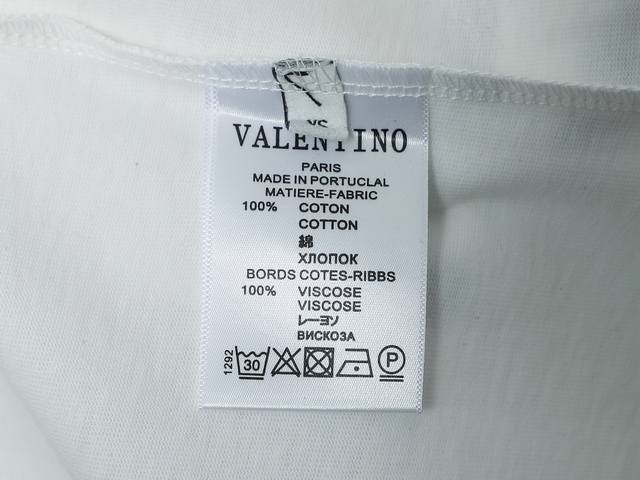 XS
VALENTINO
PARIS
MADE IN PORTUCLAL
MATIERE-FABRIC
100% COTON
COTTON
綿
ХЛОПОК
BORDS COTES-RIBBS
100% VISCOSE
VISCOSE
レーヨン
ВИСКОЗА
1292
30
P